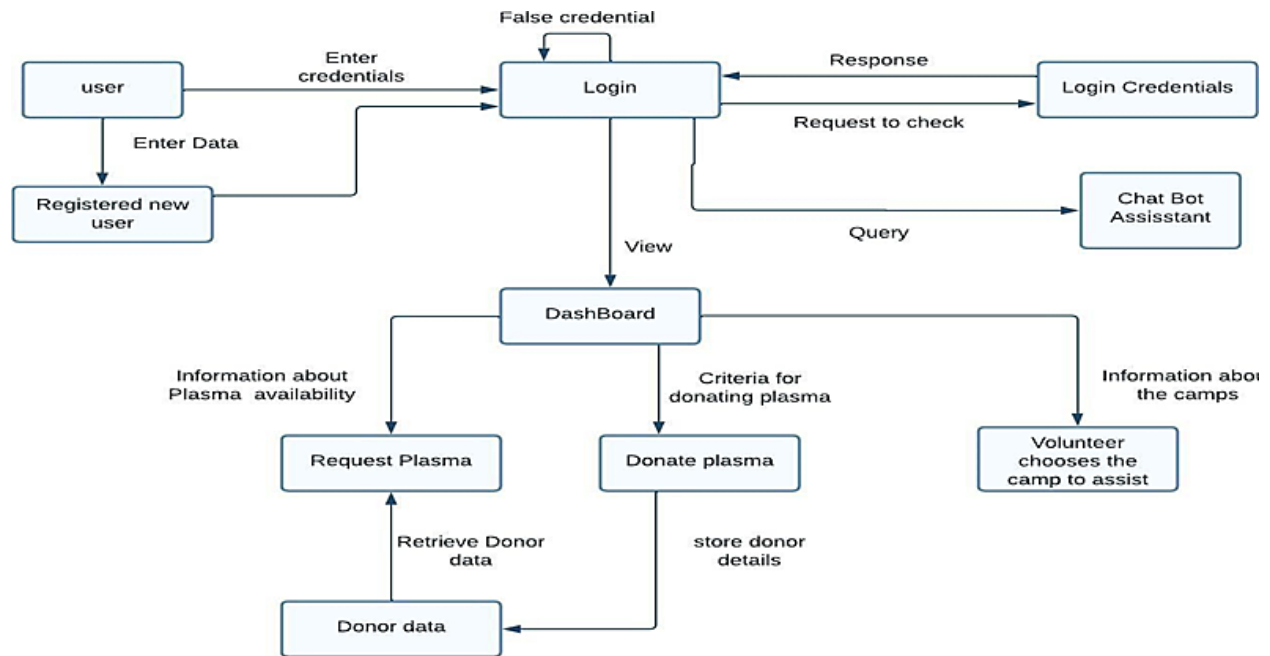 False credential
Enter
credentials
user
Login
Response
Login Credentials
Request to check
Enter Data
Registered new
user
Chat Bot
Assisstant
Query
View
DashBoard
Information about
Plasma availability
Criteria for
donating plasma
Information abou
the camps
Request Plasma
Donate plasma
Volunteer
chooses the
camp to assist
Retrieve Donor
data
store donor
details
Donor data